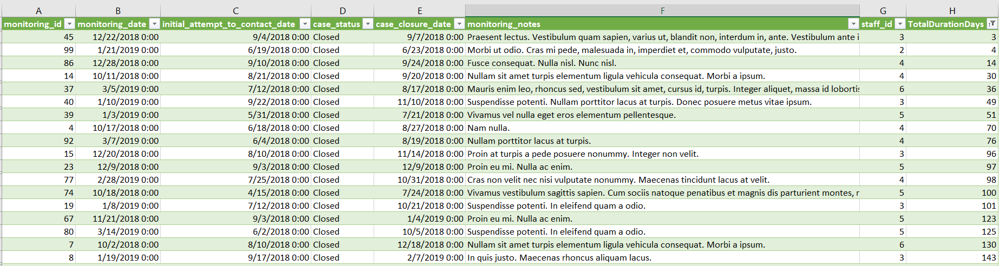 A B C D E F G H
monitoring_id monitoring_date initial_attempt_to_contact_date case_status case_closure_date monitoring_notes staff_id TotalDurationDays
45 12/22/2018 0:00 9/4/2018 0:00 Closed 9/7/2018 0:00 Praesent lectus. Vestibulum quam sapien, varius ut, blandit non, interdum in, ante. Vestibulum ante i 3 3
99 1/21/2019 0:00 6/19/2018 0:00 Closed 6/23/2018 0:00 Morbi ut odio. Cras mi pede, malesuada in, imperdiet et, commodo vulputate, justo. 2 4
86 12/28/2018 0:00 9/10/2018 0:00 Closed 9/24/2018 0:00 Fusce consequat. Nulla nisl. Nunc nisl. 4 14
14 10/11/2018 0:00 8/21/2018 0:00 Closed 9/20/2018 0:00 Nullam sit amet turpis elementum ligula vehicula consequat. Morbi a ipsum. 4 30
37 3/5/2019 0:00 7/12/2018 0:00 Closed 8/17/2018 0:00 Mauris enim leo, rhoncus sed, vestibulum sit amet, cursus id, turpis. Integer aliquet, massa id lobortis 6 36
40 1/10/2019 0:00 9/22/2018 0:00 Closed 11/10/2018 0:00 Suspendisse potenti. Nullam porttitor lacus at turpis. Donec posuere metus vitae ipsum. 3 49
39 1/3/2019 0:00 5/31/2018 0:00 Closed 7/21/2018 0:00 Vivamus vel nulla eget eros elementum pellentesque. 5 51
4 10/17/2018 0:00 6/18/2018 0:00 Closed 8/27/2018 0:00 Nam nulla. 4 70
92 3/7/2019 0:00 6/4/2018 0:00 Closed 8/19/2018 0:00 Nullam porttitor lacus at turpis. 4 76
15 12/20/2018 0:00 8/10/2018 0:00 Closed 11/14/2018 0:00 Proin at turpis a pede posuere nonummy. Integer non velit. 3 96
23 12/9/2018 0:00 9/3/2018 0:00 Closed 12/9/2018 0:00 Proin eu mi. Nulla ac enim. 5 97
77 2/28/2019 0:00 7/25/2018 0:00 Closed 10/31/2018 0:00 Cras non velit nec nisi vulputate nonummy. Maecenas tincidunt lacus at velit. 4 98
74 10/18/2018 0:00 4/15/2018 0:00 Closed 7/24/2018 0:00 Vivamus vestibulum sagittis sapien. Cum sociis natoque penatibus et magnis dis parturient montes, r 5 100
19 1/8/2019 0:00 7/12/2018 0:00 Closed 10/21/2018 0:00 Suspendisse potenti. In eleifend quam a odio. 3 101
67 11/21/2018 0:00 9/3/2018 0:00 Closed 1/4/2019 0:00 Proin eu mi. Nulla ac enim. 5 123
80 3/14/2019 0:00 6/2/2018 0:00 Closed 10/5/2018 0:00 Suspendisse potenti. In eleifend quam a odio. 5 125
7 10/2/2018 0:00 8/10/2018 0:00 Closed 12/18/2018 0:00 Nullam sit amet turpis elementum ligula vehicula consequat. Morbi a ipsum. 6 130
8 1/19/2019 0:00 9/17/2018 0:00 Closed 2/7/2019 0:00 In quis justo. Maecenas rhoncus aliquam lacus. 3 143